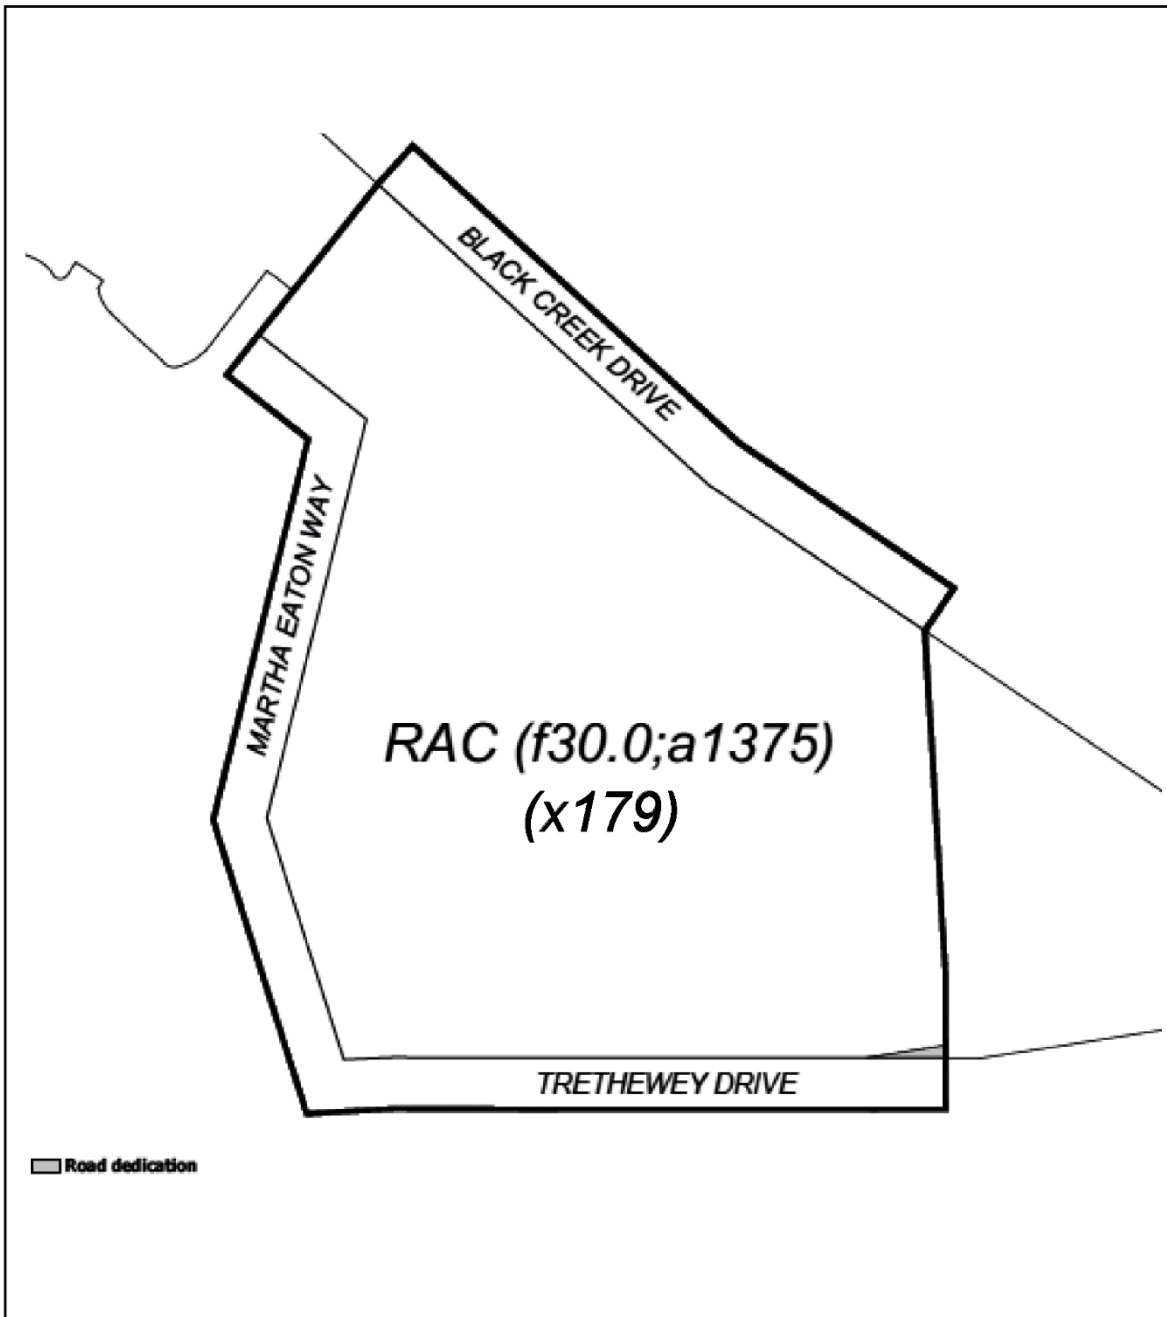 BLACK CREEK DRIVE
MARTHA EATON WAY
RAC (f30.0;a1375)
(x179)
TRETHEWEY DRIVE
Road dedication